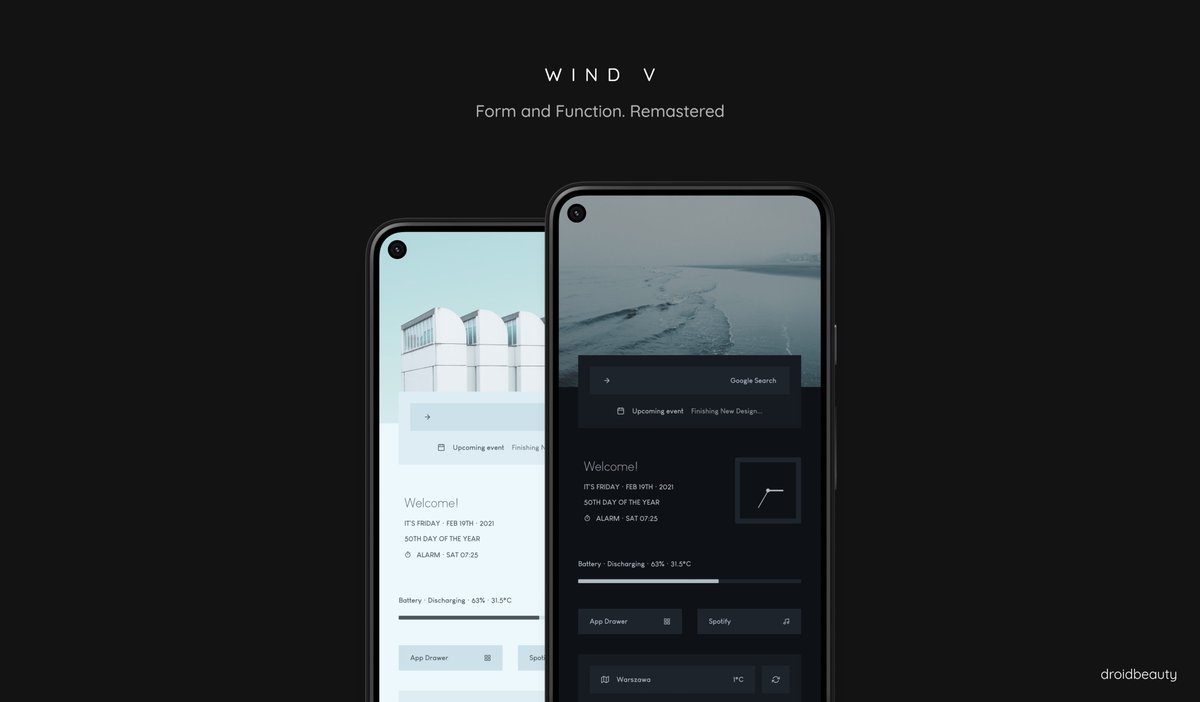 WIND V
Form and Function. Remastered
Upcoming event Finishing N
Welcome!
IT'S FRIDAY · FEB 19TH · 2021
50TH DAY OF THE YEAR
ALARM · SAT 07:25
Battery · Discharging · 63% · 31.5°C
App Drawer
Spoti
Google Search
Upcoming event Finishing New Design...
Welcome!
IT'S FRIDAY · FEB 19TH · 2021
50TH DAY OF THE YEAR
ALARM · SAT 07:25
Battery · Discharging · 63% · 31.5°C
App Drawer
Spotify
Warszawa 1°C
droidbeauty